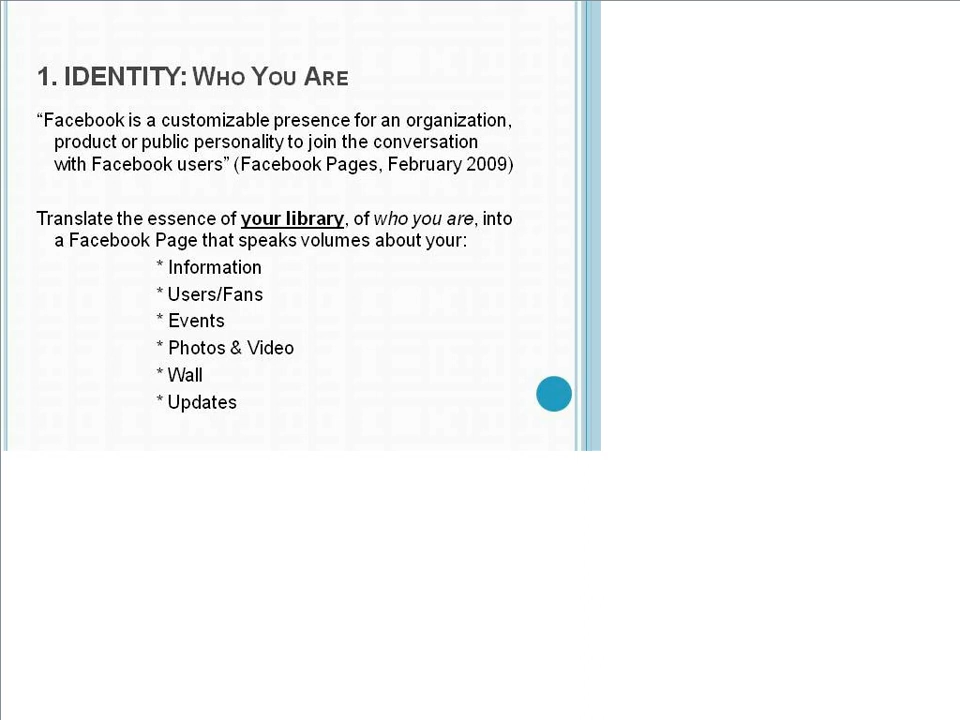 1. IDENTITY: WHO YOU ARE
“Facebook is a customizable presence for an organization,
product or public personality to join the conversation
with Facebook users” (Facebook Pages, February 2009)
Translate the essence of your library, of who you are, into
a Facebook Page that speaks volumes about your:
* Information
* Users/Fans
* Events
* Photos & Video
* Wall
* Updates